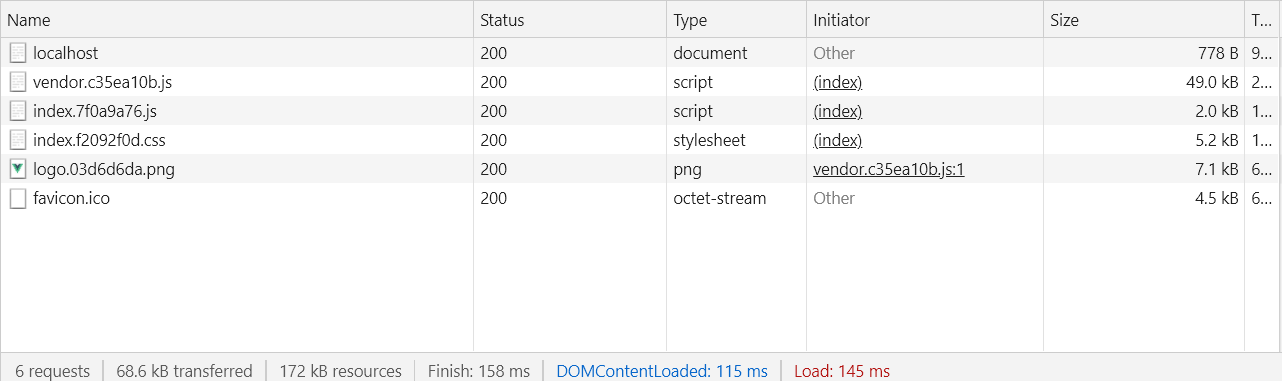 Name Status Type Initiator Size T...
localhost 200 document Other 778 B 9...
vendor.c35ea10b.js 200 script (index) 49.0 kB 2...
index.7f0a9a76.js 200 script (index) 2.0 kB 1...
index.f2092f0d.css 200 stylesheet (index) 5.2 kB 1...
logo.03d6d6da.png 200 png vendor.c35ea10b.js:1 7.1 kB 6...
favicon.ico 200 octet-stream Other 4.5 kB 6...
6 requests 68.6 kB transferred 172 kB resources Finish: 158 ms DOMContentLoaded: 115 ms Load: 145 ms